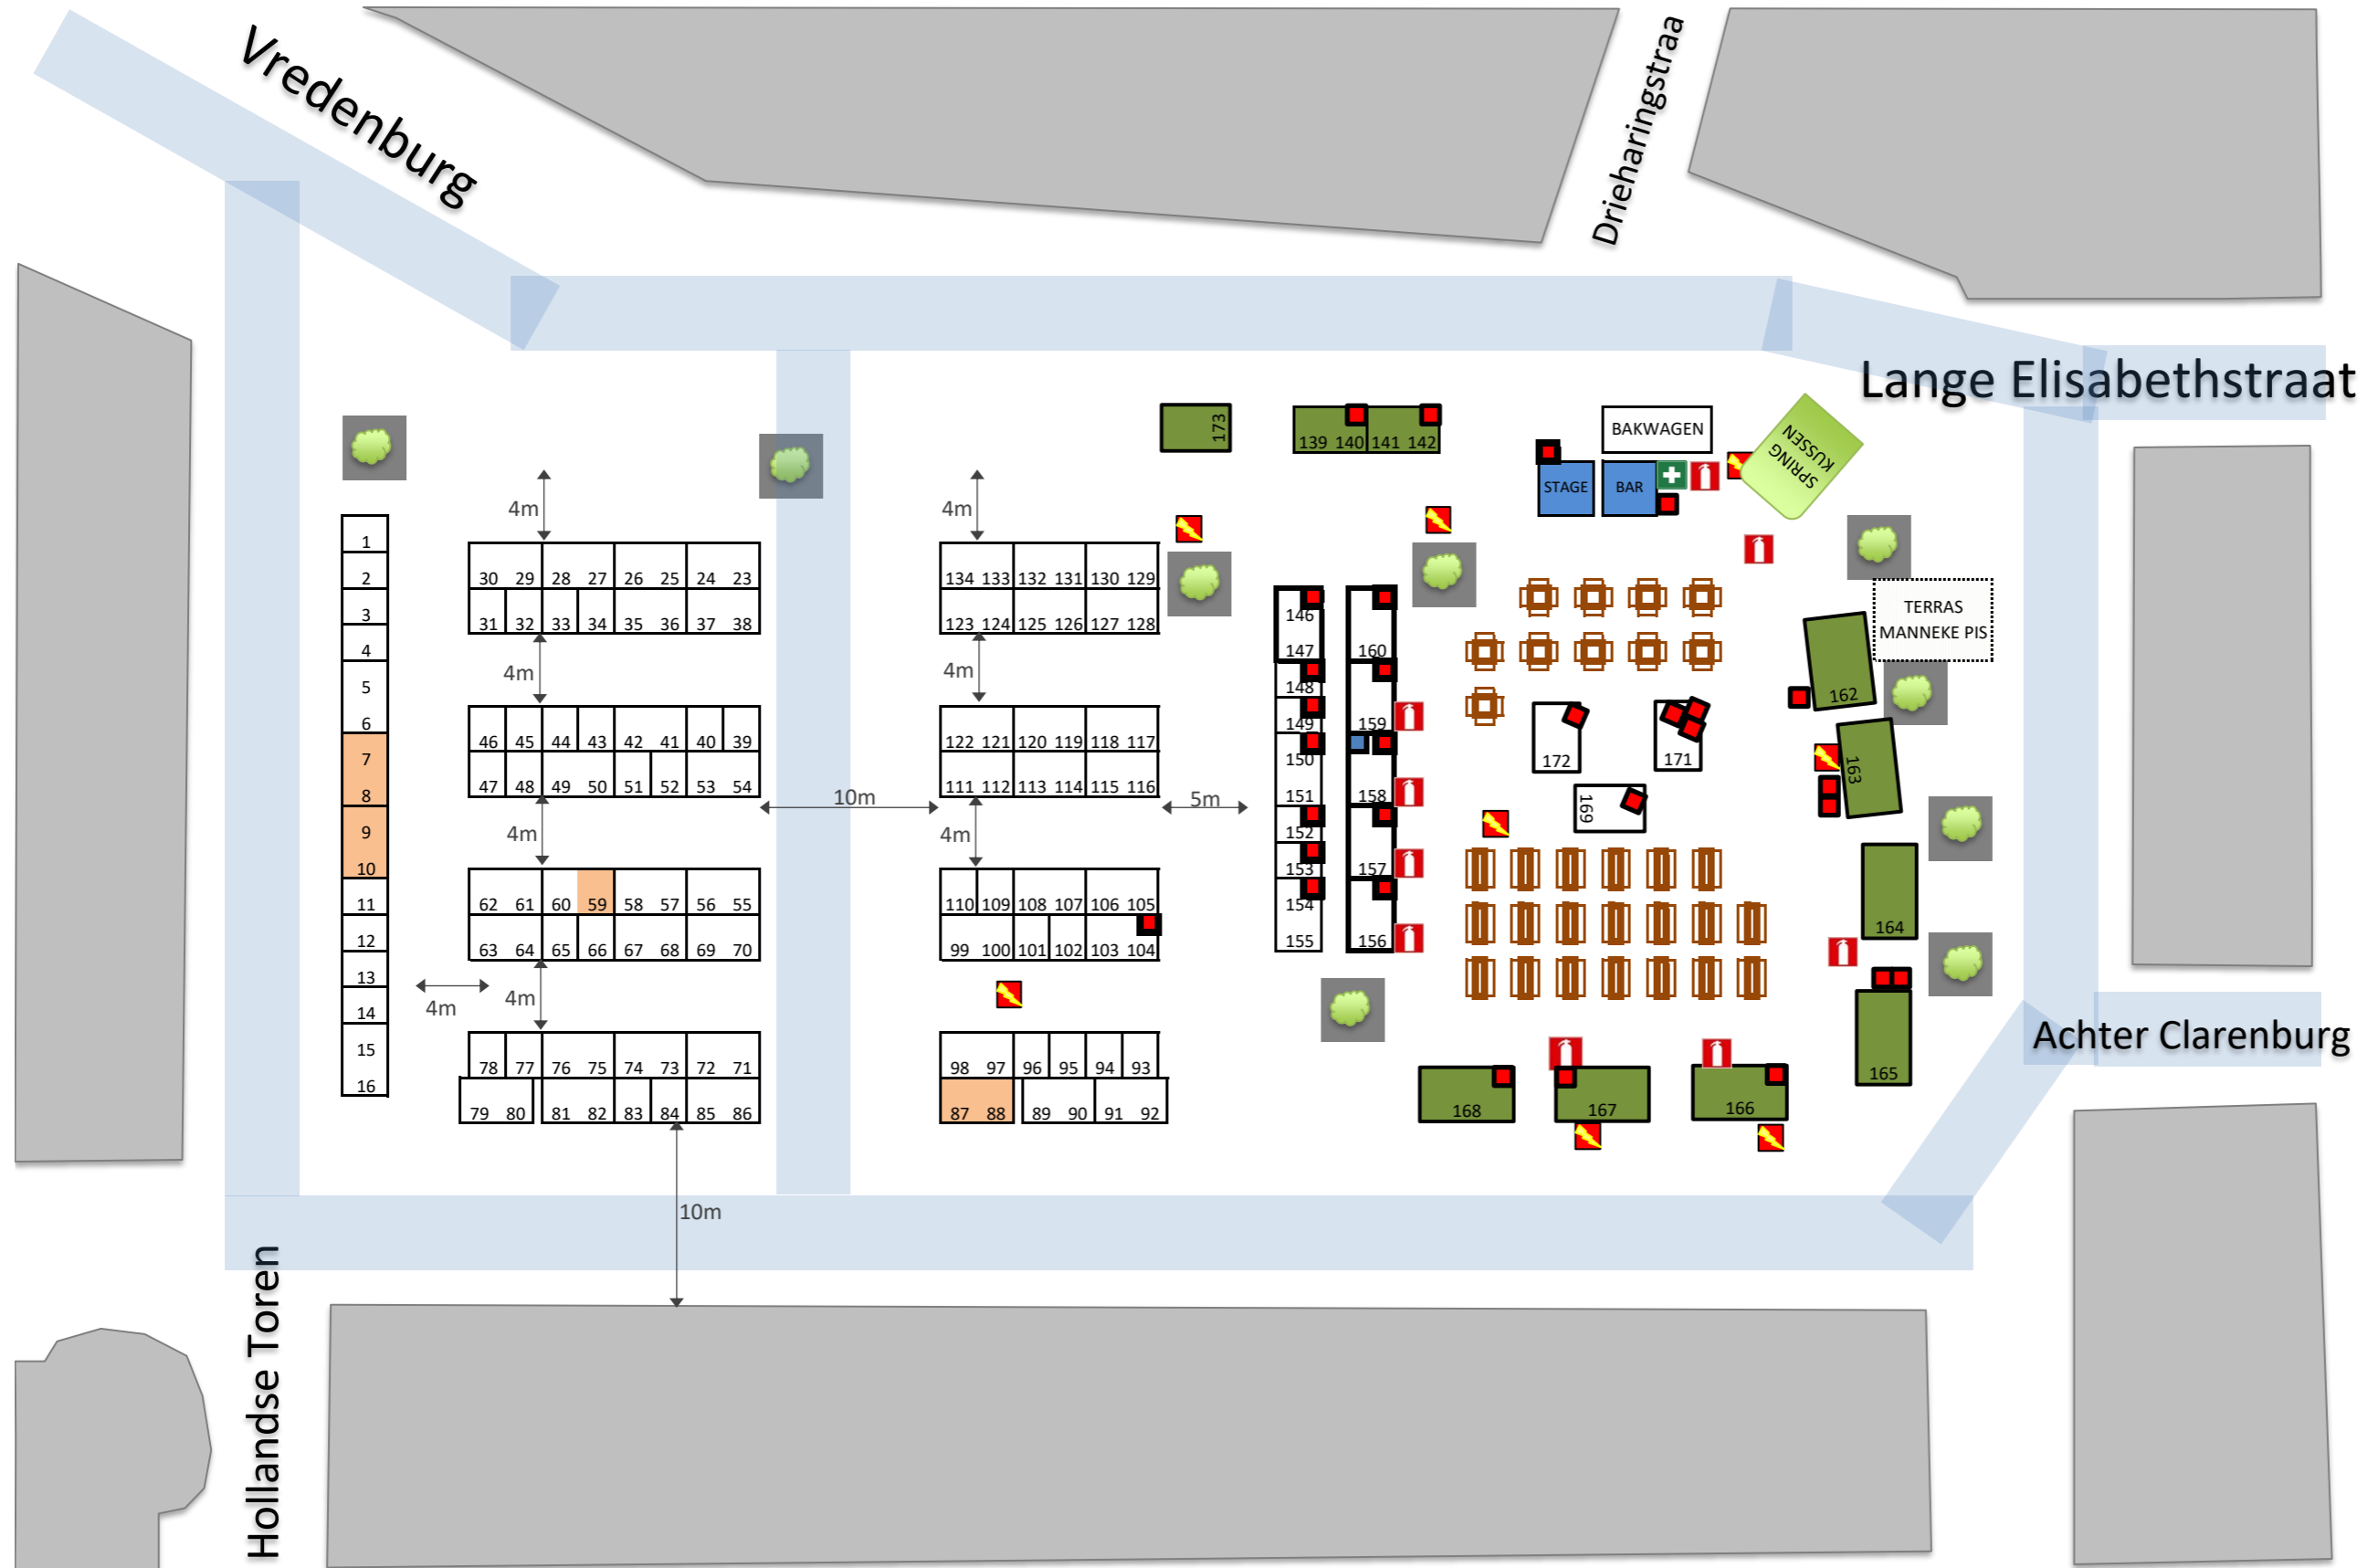 Vredenburg
Drieharingstraa
Lange Elisabethstraat
173
139 140 141 142
BAKWAGEN
SPRING
KUSSEN
STAGE
BAR
4m
4m
1
2
3
4
5
6
7
8
9
10
11
12
13
14
15
16
30 29 28 27 26 25 24 23
31 32 33 34 35 36 37 38
4m
46 45 44 43 42 41 40 39
47 48 49 50 51 52 53 54
4m
62 61 60 59 58 57 56 55
63 64 65 66 67 68 69 70
4m
4m
78 77 76 75 74 73 72 71
79 80 81 82 83 84 85 86
10m
10m
134 133 132 131 130 129
123 124 125 126 127 128
4m
122 121 120 119 118 117
111 112 113 114 115 116
4m
5m
110 109 108 107 106 105
99 100 101 102 103 104
98 97 96 95 94 93
87 88 89 90 91 92
146
147
148
149
150
151
152
153
154
155
160
159
158
157
156
172
171
169
TERRAS
MANNEKE PIS
162
163
164
165
168
167
166
Achter Clarenburg
Hollandse Toren